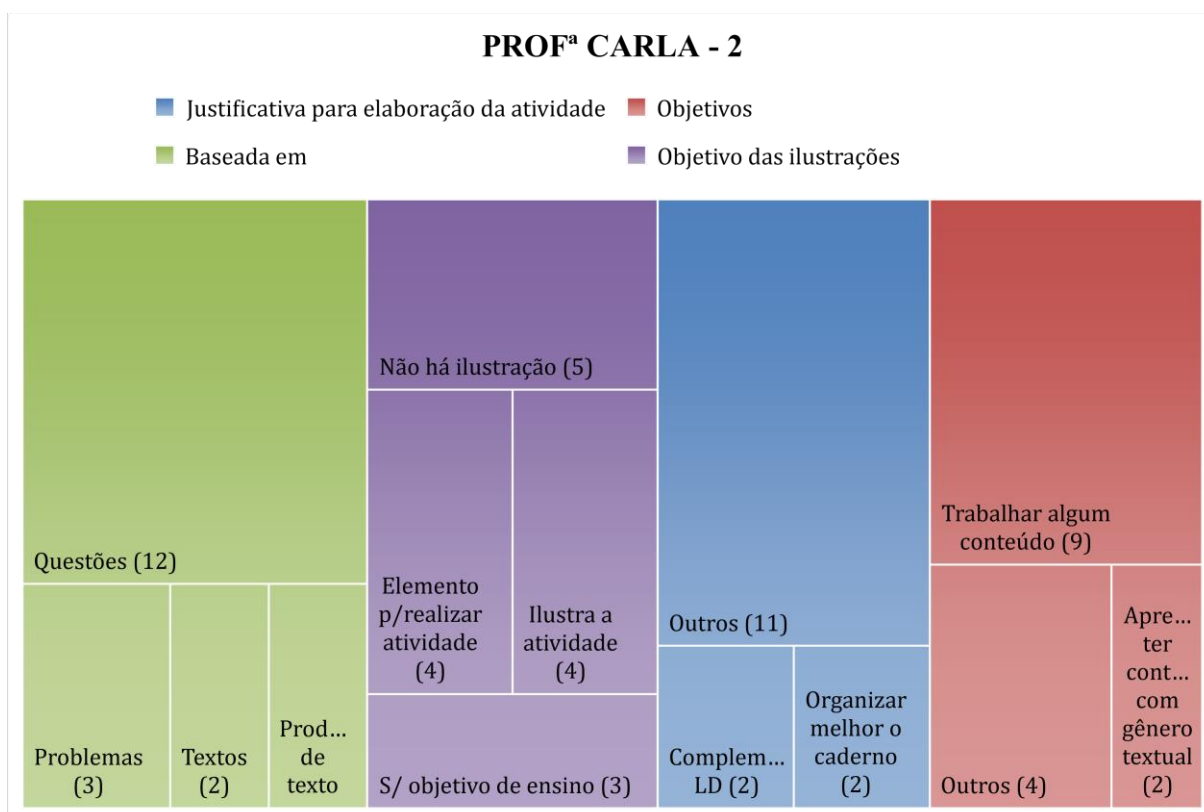 PROFª CARLA - 2
Justificativa para elaboração da atividade
Objetivos
Baseada em
Objetivo das ilustrações
Questões (12)
Problemas
(3)
Textos
(2)
Prod...
de
texto
Não há ilustração (5)
Elemento
p/realizar
atividade
(4)
Ilustra a
atividade
(4)
S/ objetivo de ensino (3)
Outros (11)
Complem...
LD (2)
Organizar
melhor o
caderno
(2)
Trabalhar algum
conteúdo (9)
Outros (4)
Apre...
ter
cont...
com
gênero
textual
(2)